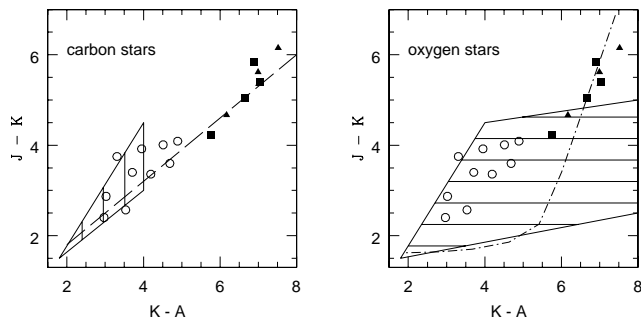 carbon stars
6
4
2
J - K
2 4 6 8
K - A
oxygen stars
6
4
2
J - K
2 4 6 8
K - A